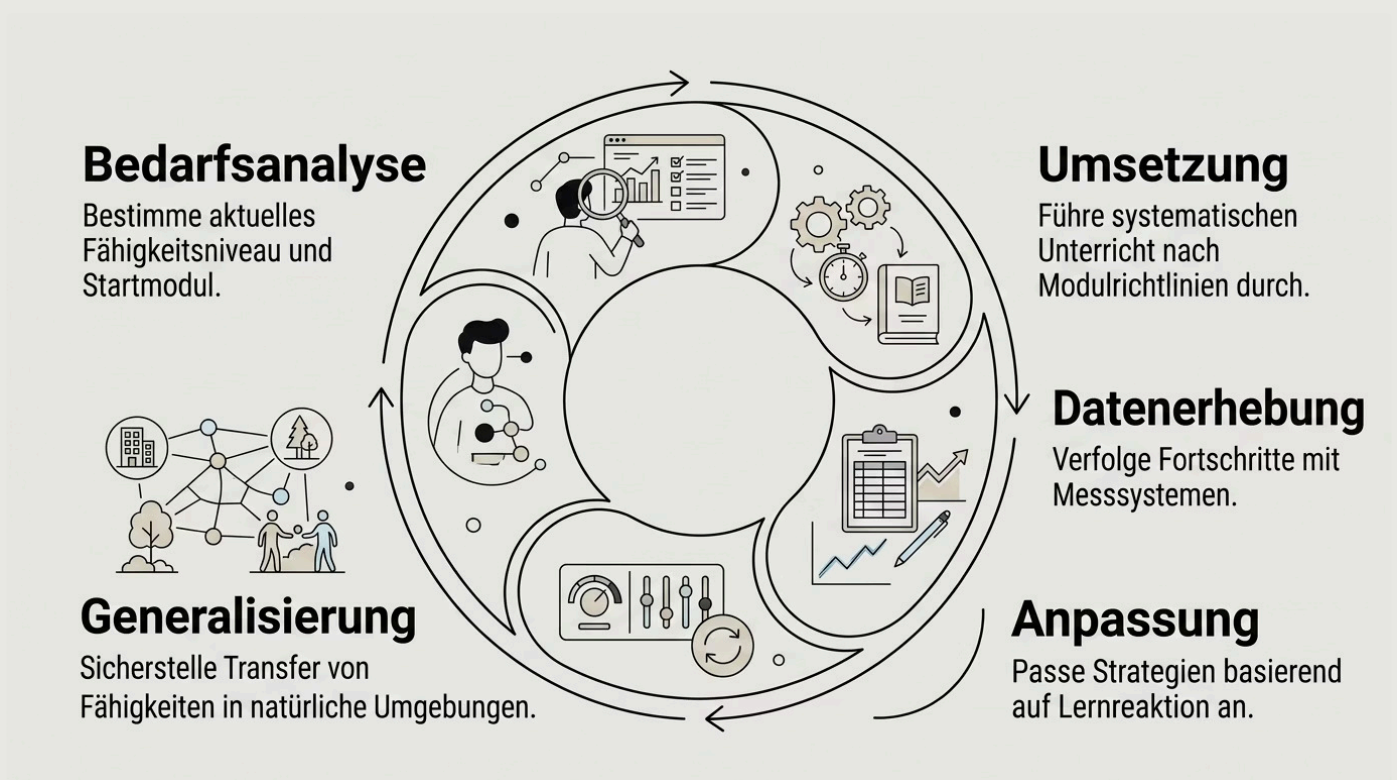 Bedarfsanalyse
Bestimme aktuelles
Fähigkeitsniveau und
Startmodul.
Umsetzung
Führe systematischen
Unterricht nach
Modulrichtlinien durch.
Datenerhebung
Verfolge Fortschritte mit
Messsystemen.
Anpassung
Passe Strategien basierend
auf Lernreaktion an.
Generalisierung
Sicherstelle Transfer von
Fähigkeiten in natürliche Umgebungen.